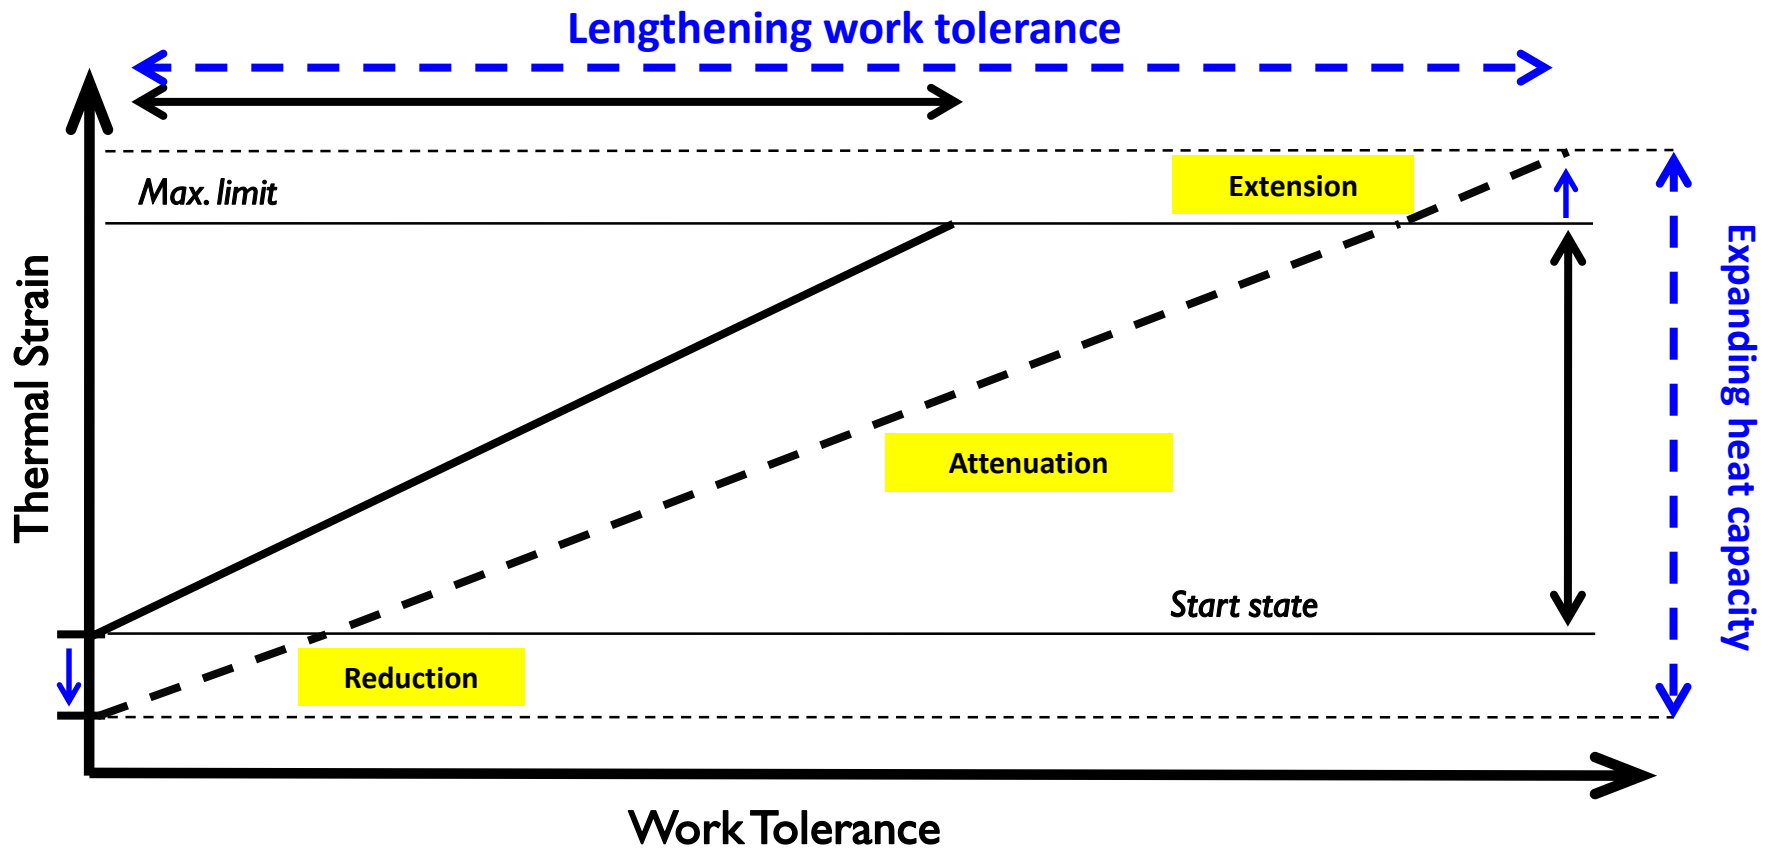 Lengthening work tolerance
Max. limit
Extension
Thermal Strain
Expanding heat capacity
Attenuation
Start state
Reduction
Work Tolerance